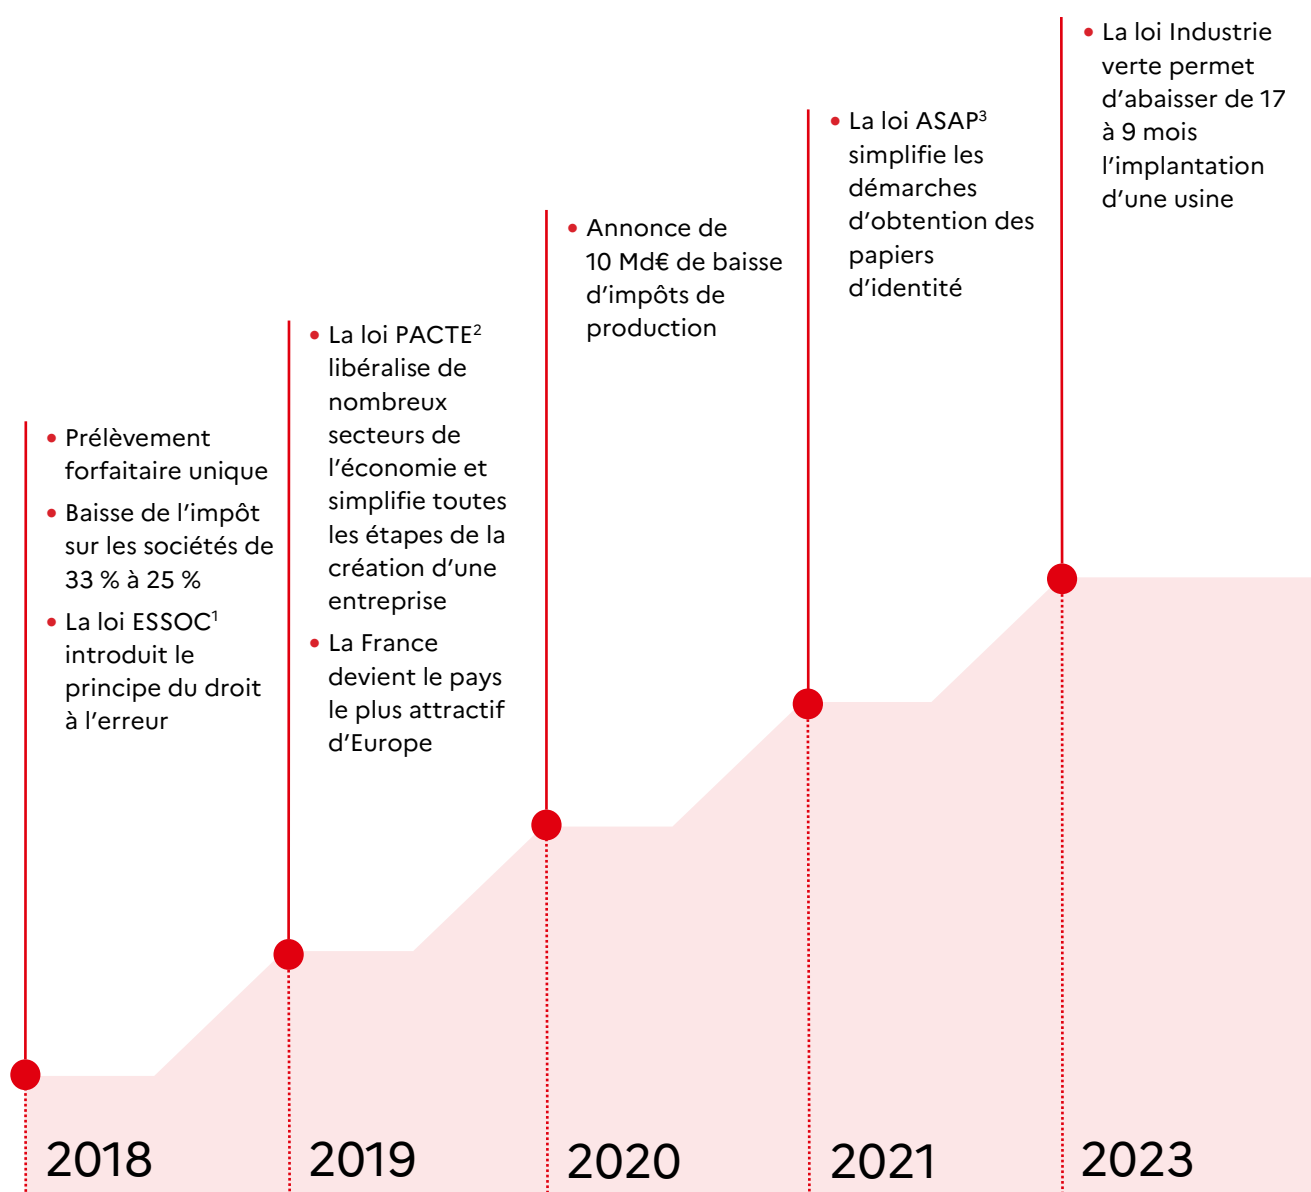 • Prélèvement
forfaitaire unique
• Baisse de l’impôt
sur les sociétés de
33 % à 25 %
• La loi ESSOC¹
introduit le
principe du droit
à l’erreur
2018
• La loi PACTE²
libéralise de
nombreux
secteurs de
l’économie et
simplifie toutes
les étapes de la
création d’une
entreprise
• La France
devient le pays
le plus attractif
d’Europe
2019
• Annonce de
10 Md€ de baisse
d’impôts de
production
2020
• La loi ASAP³
simplifie les
démarches
d’obtention des
papiers
d’identité
2021
• La loi Industrie
verte permet
d’abaisser de 17
à 9 mois
l’implantation
d’une usine
2023